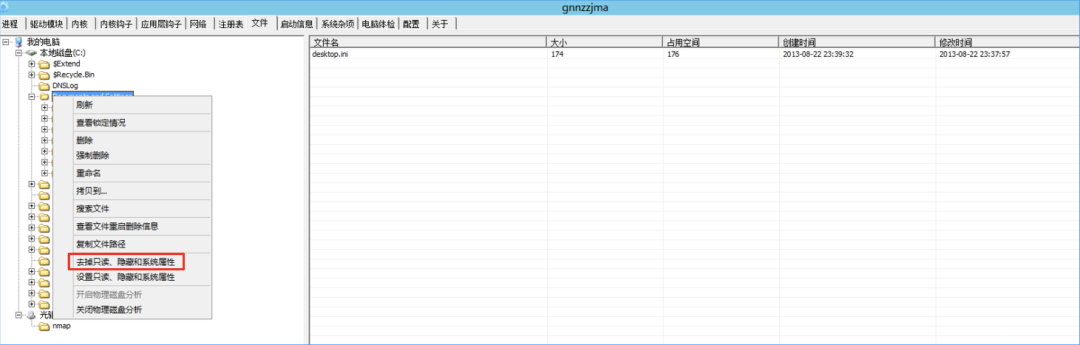 gnnzzjma
进程 驱动模块 内核 内核钩子 应用层钩子 网络 注册表 文件 启动信息 系统杂项 电脑体检 配置 关于
我的电脑
本地磁盘(C:)
$Extend
$Recycle.Bin
DNSLog
刷新
查看锁定情况
删除
强制删除
重命名
拷贝到...
搜索文件
查看文件重启删除信息
复制文件路径
去掉只读、隐藏和系统属性
设置只读、隐藏和系统属性
开启物理磁盘分析
关闭物理磁盘分析
nmap
文件名 大小 占用空间 创建时间 修改时间
desktop.ini 174 176 2013-08-22 23:39:32 2013-08-22 23:37:57